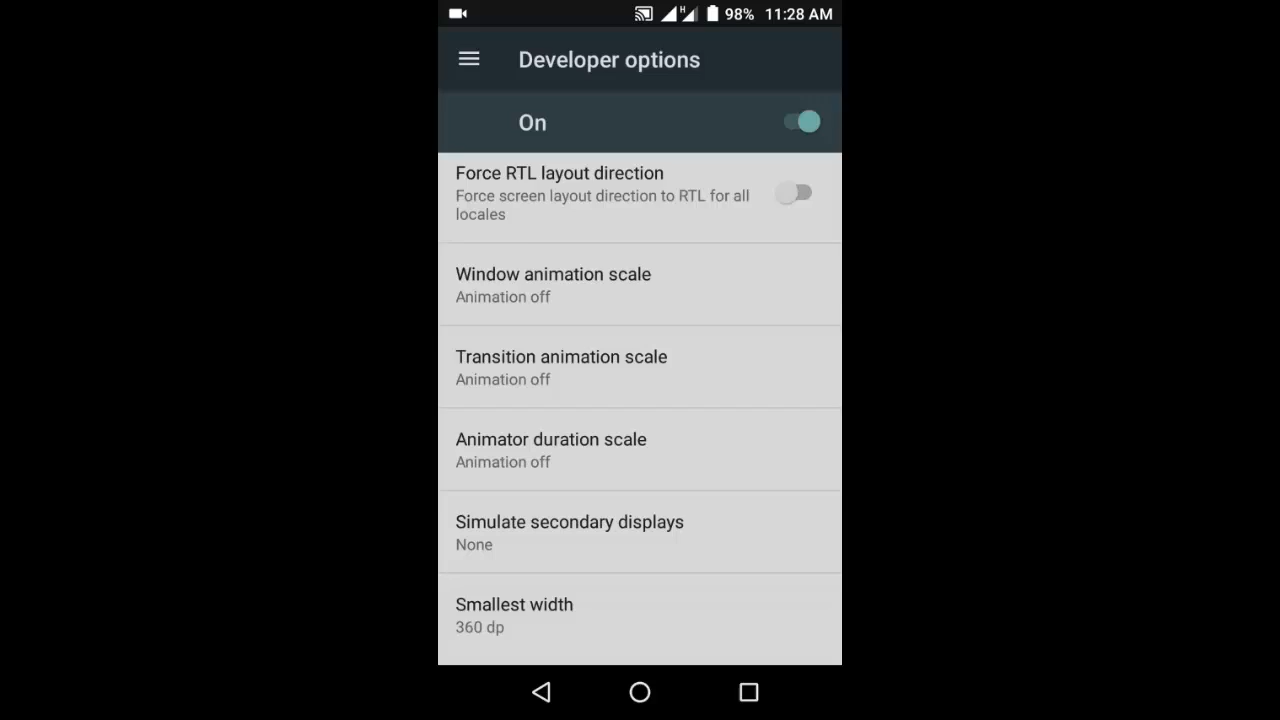 H 98% 11:28 AM
Developer options
On
Force RTL layout direction
Force screen layout direction to RTL for all
locales
Window animation scale
Animation off
Transition animation scale
Animation off
Animator duration scale
Animation off
Simulate secondary displays
None
Smallest width
360 dp